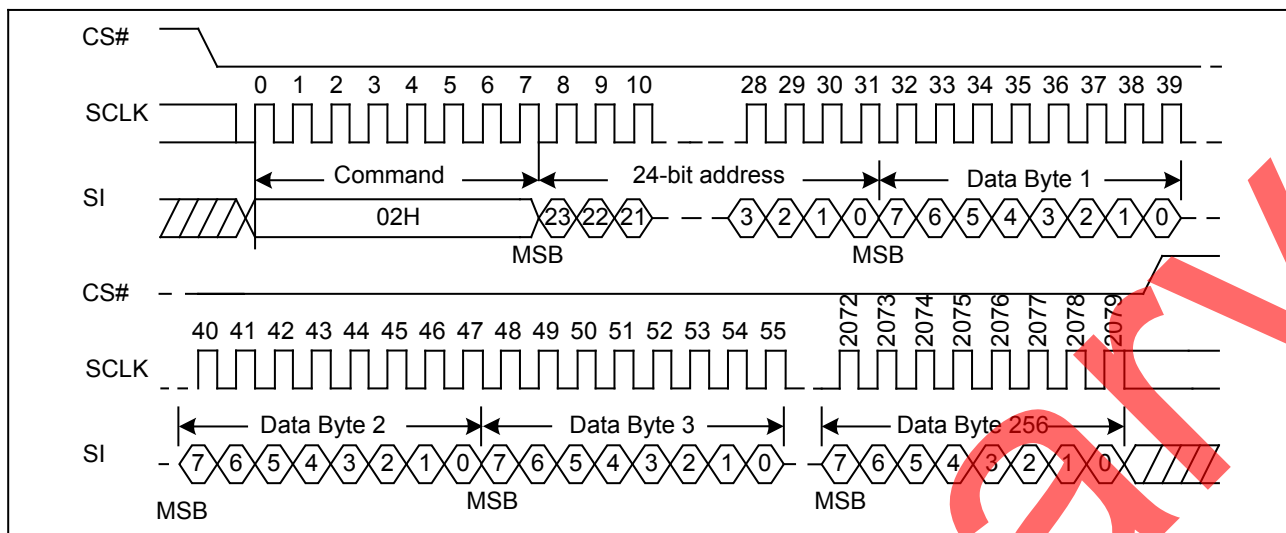 CS#
0 1 2 3 4 5 6 7 8 9 10 28 29 30 31 32 33 34 35 36 37 38 39
SCLK
Command 24-bit address Data Byte 1
SI
02H 23 22 21 3 2 1 0 7 6 5 4 3 2 1 0
MSB MSB
CS#
40 41 42 43 44 45 46 47 48 49 50 51 52 53 54 55 2072 2073 2074 2075 2076 2077 2078 2079
SCLK
Data Byte 2 Data Byte 3 Data Byte 256
SI
7 6 5 4 3 2 1 0 7 6 5 4 3 2 1 0 7 6 5 4 3 2 1 0
MSB MSB MSB